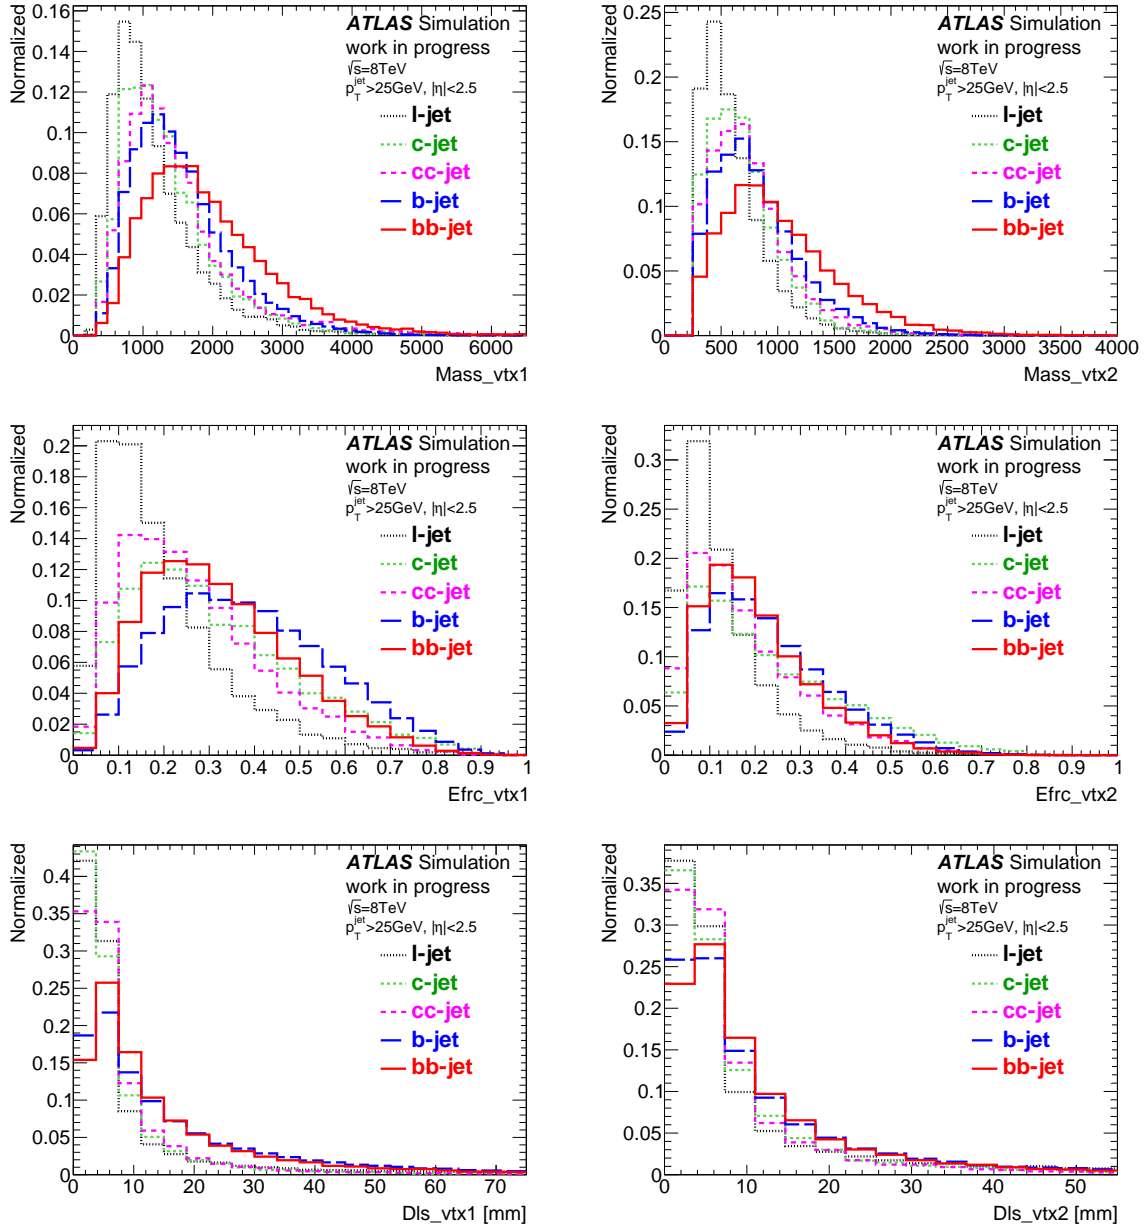 Normalized
ATLAS Simulation
work in progress
√s=8TeV
p_T^jet>25GeV, |η|<2.5
l-jet
c-jet
cc-jet
b-jet
bb-jet
0.16
0.14
0.12
0.1
0.08
0.06
0.04
0.02
0
0 1000 2000 3000 4000 5000 6000
Mass_vtx1
Normalized
ATLAS Simulation
work in progress
√s=8TeV
p_T^jet>25GeV, |η|<2.5
l-jet
c-jet
cc-jet
b-jet
bb-jet
0.25
0.2
0.15
0.1
0.05
0
500 1000 1500 2000 2500 3000 3500 4000
Mass_vtx2
Normalized
ATLAS Simulation
work in progress
√s=8TeV
p_T^jet>25GeV, |η|<2.5
l-jet
c-jet
cc-jet
b-jet
bb-jet
0.2
0.18
0.16
0.14
0.12
0.1
0.08
0.06
0.04
0.02
0
0 0.1 0.2 0.3 0.4 0.5 0.6 0.7 0.8 0.9 1
Efrc_vtx1
Normalized
ATLAS Simulation
work in progress
√s=8TeV
p_T^jet>25GeV, |η|<2.5
l-jet
c-jet
cc-jet
b-jet
bb-jet
0.3
0.25
0.2
0.15
0.1
0.05
0
0 0.1 0.2 0.3 0.4 0.5 0.6 0.7 0.8 0.9 1
Efrc_vtx2
Normalized
ATLAS Simulation
work in progress
√s=8TeV
p_T^jet>25GeV, |η|<2.5
l-jet
c-jet
cc-jet
b-jet
bb-jet
0.4
0.35
0.3
0.25
0.2
0.15
0.1
0.05
0
0 10 20 30 40 50 60 70
Dls_vtx1 [mm]
Normalized
ATLAS Simulation
work in progress
√s=8TeV
p_T^jet>25GeV, |η|<2.5
l-jet
c-jet
cc-jet
b-jet
bb-jet
0.35
0.3
0.25
0.2
0.15
0.1
0.05
0
0 10 20 30 40 50
Dls_vtx2 [mm]